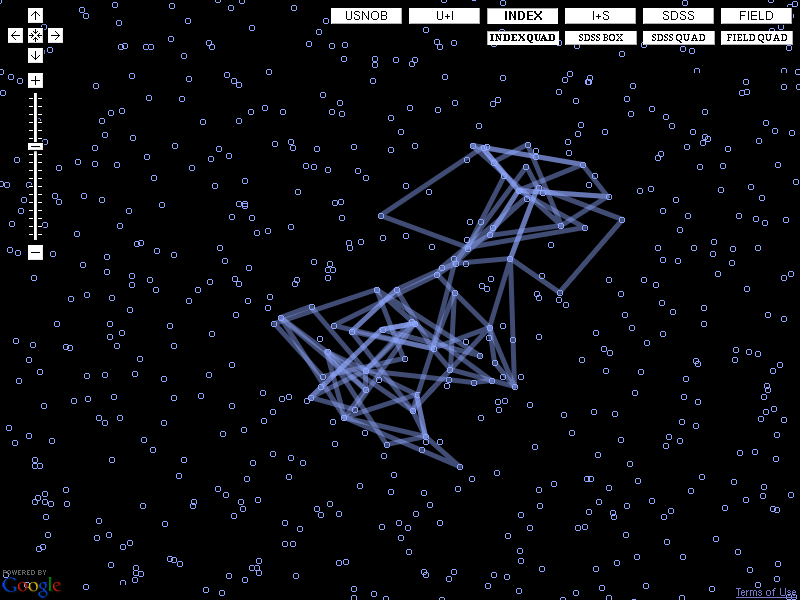 USNOB U+I INDEX I+S SDSS FIELD
INDEX QUAD SDSS BOX SDSS QUAD FIELD QUAD
POWERED BY
Google
Terms of Use